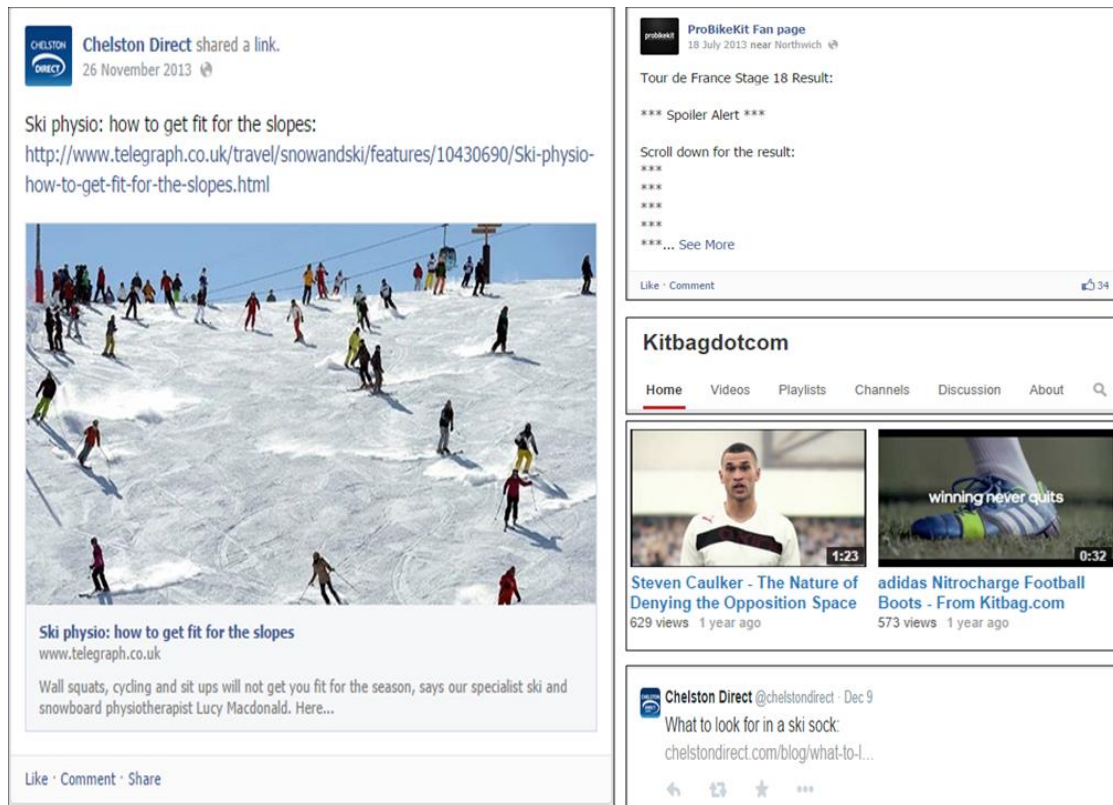 CHELSTON
DIRECT
Chelston Direct shared a link.
26 November 2013
Ski physio: how to get fit for the slopes:
http://www.telegraph.co.uk/travel/snowandski/features/10430690/Ski-physio-
how-to-get-fit-for-the-slopes.html
Ski physio: how to get fit for the slopes
www.telegraph.co.uk
Wall squats, cycling and sit ups will not get you fit for the season, says our specialist ski and
snowboard physiotherapist Lucy Macdonald. Here...
Like · Comment · Share
probikekit
ProBikeKit Fan page
18 July 2013 near Northwich
Tour de France Stage 18 Result:
*** Spoiler Alert ***
Scroll down for the result:
***
***
***
***
***... See More
Like · Comment
34
Kitbagdotcom
Home Videos Playlists Channels Discussion About
1:23
winning never quits
0:32
Steven Caulker - The Nature of
Denying the Opposition Space
629 views 1 year ago
adidas Nitrocharge Football
Boots - From Kitbag.com
573 views 1 year ago
Chelston Direct @chelstondirect · Dec 9
What to look for in a ski sock:
chelstondirect.com/blog/what-to-l...